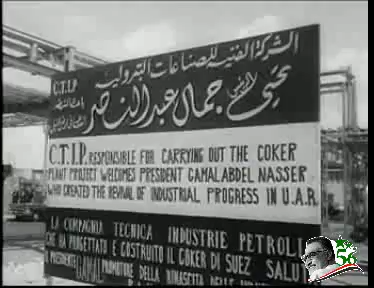 الشركة الفنية للصناعات البترولية
C.T.I.P.
تحيى الرئيس جمال عبد الناصر
C.T.I.P. RESPONSIBLE FOR CARRYING OUT THE COKER
PLANT PROJECT WELCOMES PRESIDENT GAMAL ABDEL NASSER
WHO CREATED THE REVIVAL OF INDUSTRIAL PROGRESS IN U.A.R.
LA COMPAGNIA TECNICA INDUSTRIE PETROLI
CHE HA PROGETTATO E COSTRUITO IL COKER DI SUEZ SALU
PROMOTORE DELLA RINASCITA
56